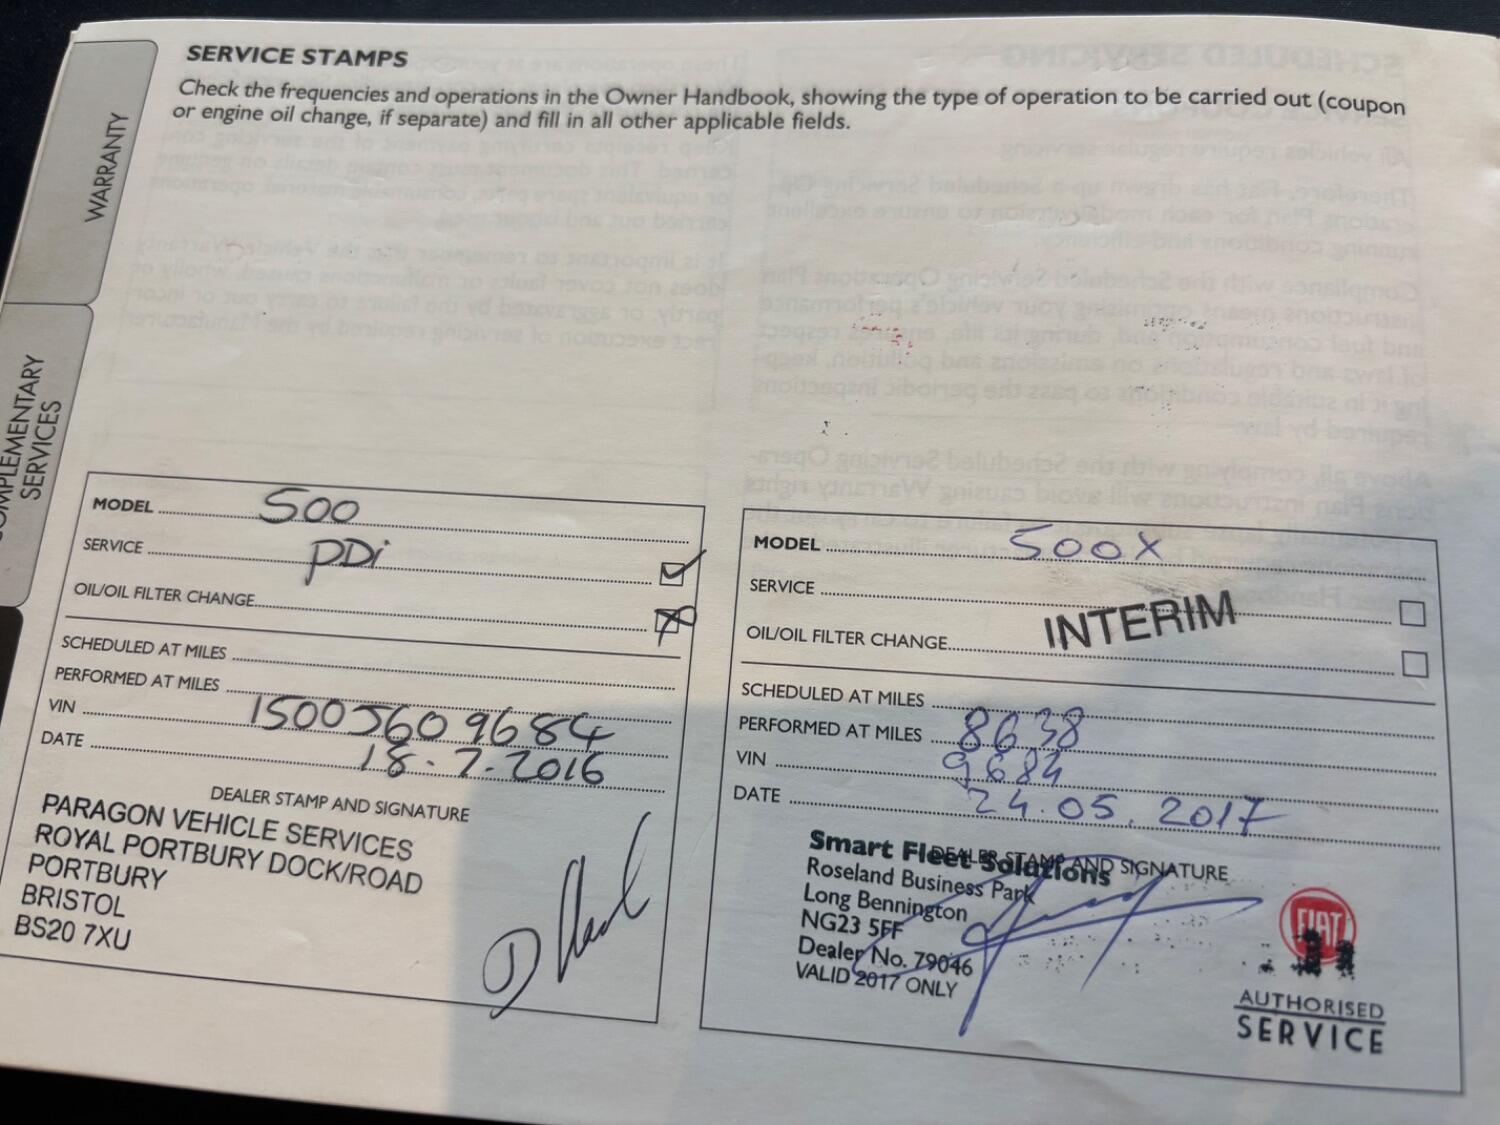 SERVICE STAMPS
Check the frequencies and operations in the Owner Handbook, showing the type of operation to be carried out (coupon
or engine oil change, if separate) and fill in all other applicable fields.
WARRANTY
COMPLEMENTARY
SERVICES
MODEL 500
SERVICE PDi
OIL/OIL FILTER CHANGE
SCHEDULED AT MILES
PERFORMED AT MILES
VIN 1500J609684
DATE 18.7.2016
DEALER STAMP AND SIGNATURE
PARAGON VEHICLE SERVICES
ROYAL PORTBURY DOCK/ROAD
PORTBURY
BRISTOL
BS20 7XU
MODEL 500X
SERVICE
INTERIM
OIL/OIL FILTER CHANGE
SCHEDULED AT MILES
PERFORMED AT MILES 8638
VIN 9684
DATE 24.05.2017
DEALER STAMP AND SIGNATURE
Smart Fleet Solutions
Roseland Business Park
Long Bennington
NG23 5FF
Dealer No. 79046
VALID 2017 ONLY
FIAT
AUTHORISED
SERVICE